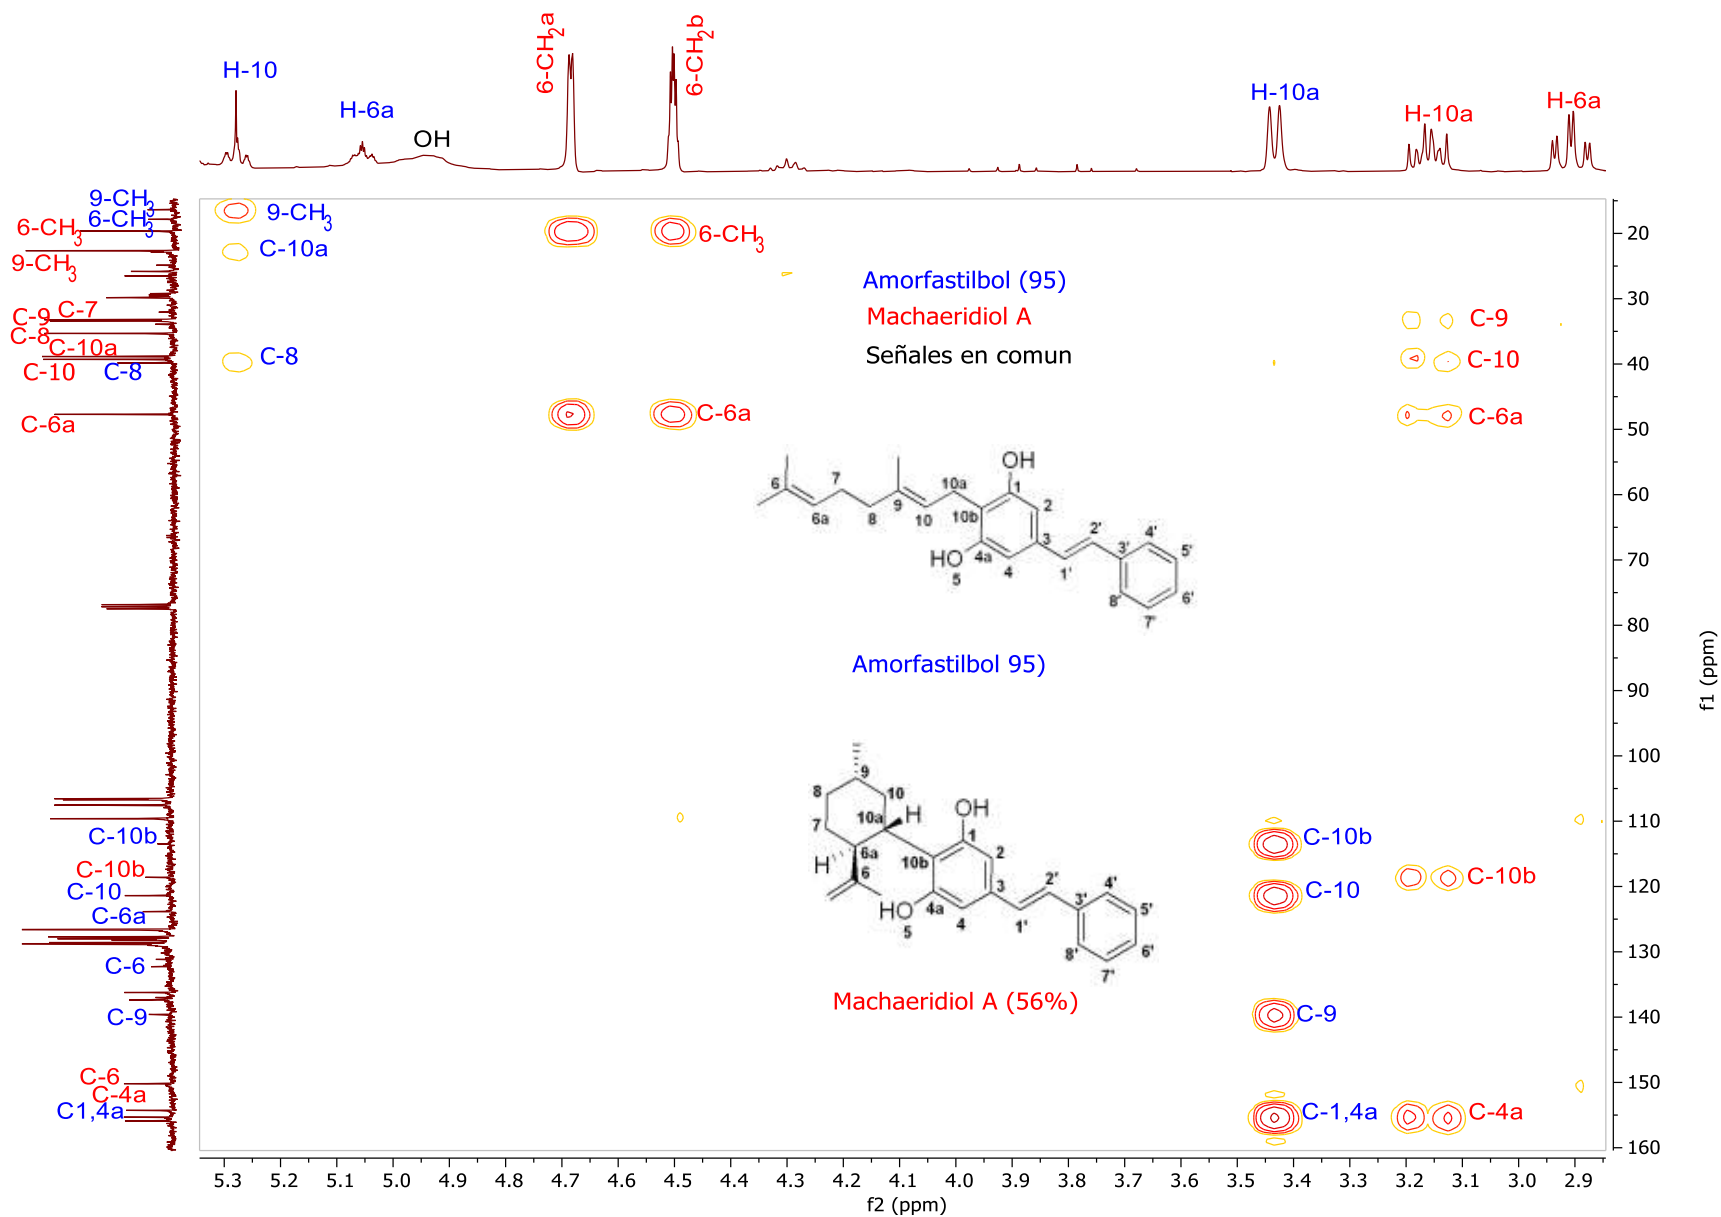 H-10
H-6a
OH
6-CH2a
6-CH2b
H-10a
H-10a
H-6a
9-CH3
6-CH3
6-CH3
9-CH3
C-9
C-7
C-8
C-10a
C-10
C-8
C-6a
C-10b
C-10b
C-10
C-6a
C-6
C-9
C-6
C-4a
C1,4a
9-CH3
C-10a
C-8
6-CH3
C-6a
Amorfastilbol (95)
Machaeridiol A
Señales en comun
C-9
C-10
C-6a
OH
6
7
6a
8
9
10
10a
10b
1
2
3
4
4a
HO
5
1'
2'
3'
4'
5'
6'
7'
8'
Amorfastilbol 95)
9
8
10
7
10a
H
OH
H
6a
6
10b
1
2
3
4
4a
HO
5
1'
2'
3'
4'
5'
6'
7'
8'
Machaeridiol A (56%)
C-10b
C-10
C-10b
C-9
C-1,4a
C-4a
20
30
40
50
60
70
80
90
100
110
120
130
140
150
160
f1 (ppm)
5.3 5.2 5.1 5.0 4.9 4.8 4.7 4.6 4.5 4.4 4.3 4.2 4.1 4.0 3.9 3.8 3.7 3.6 3.5 3.4 3.3 3.2 3.1 3.0 2.9
f2 (ppm)